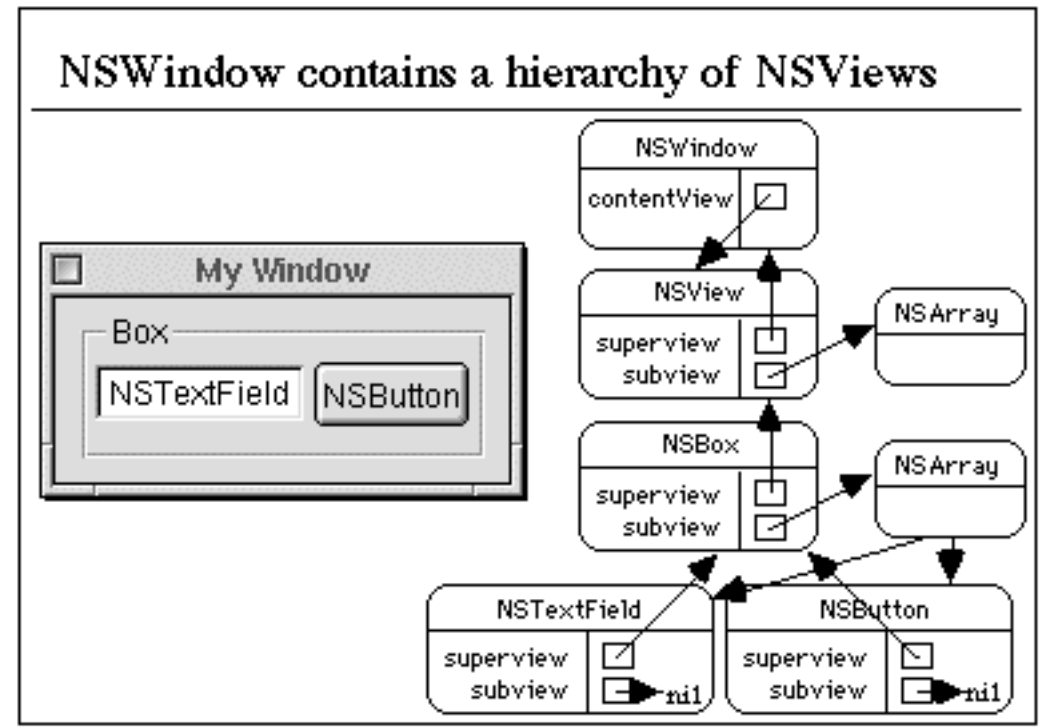 NSWindow contains a hierarchy of NSViews
My Window
Box
NSTextField
NSButton
NSWindow
contentView
NSView
superview
subview
NSArray
NSBox
superview
subview
NSArray
NSTextField
superview
subview
nil
NSButton
superview
subview
nil